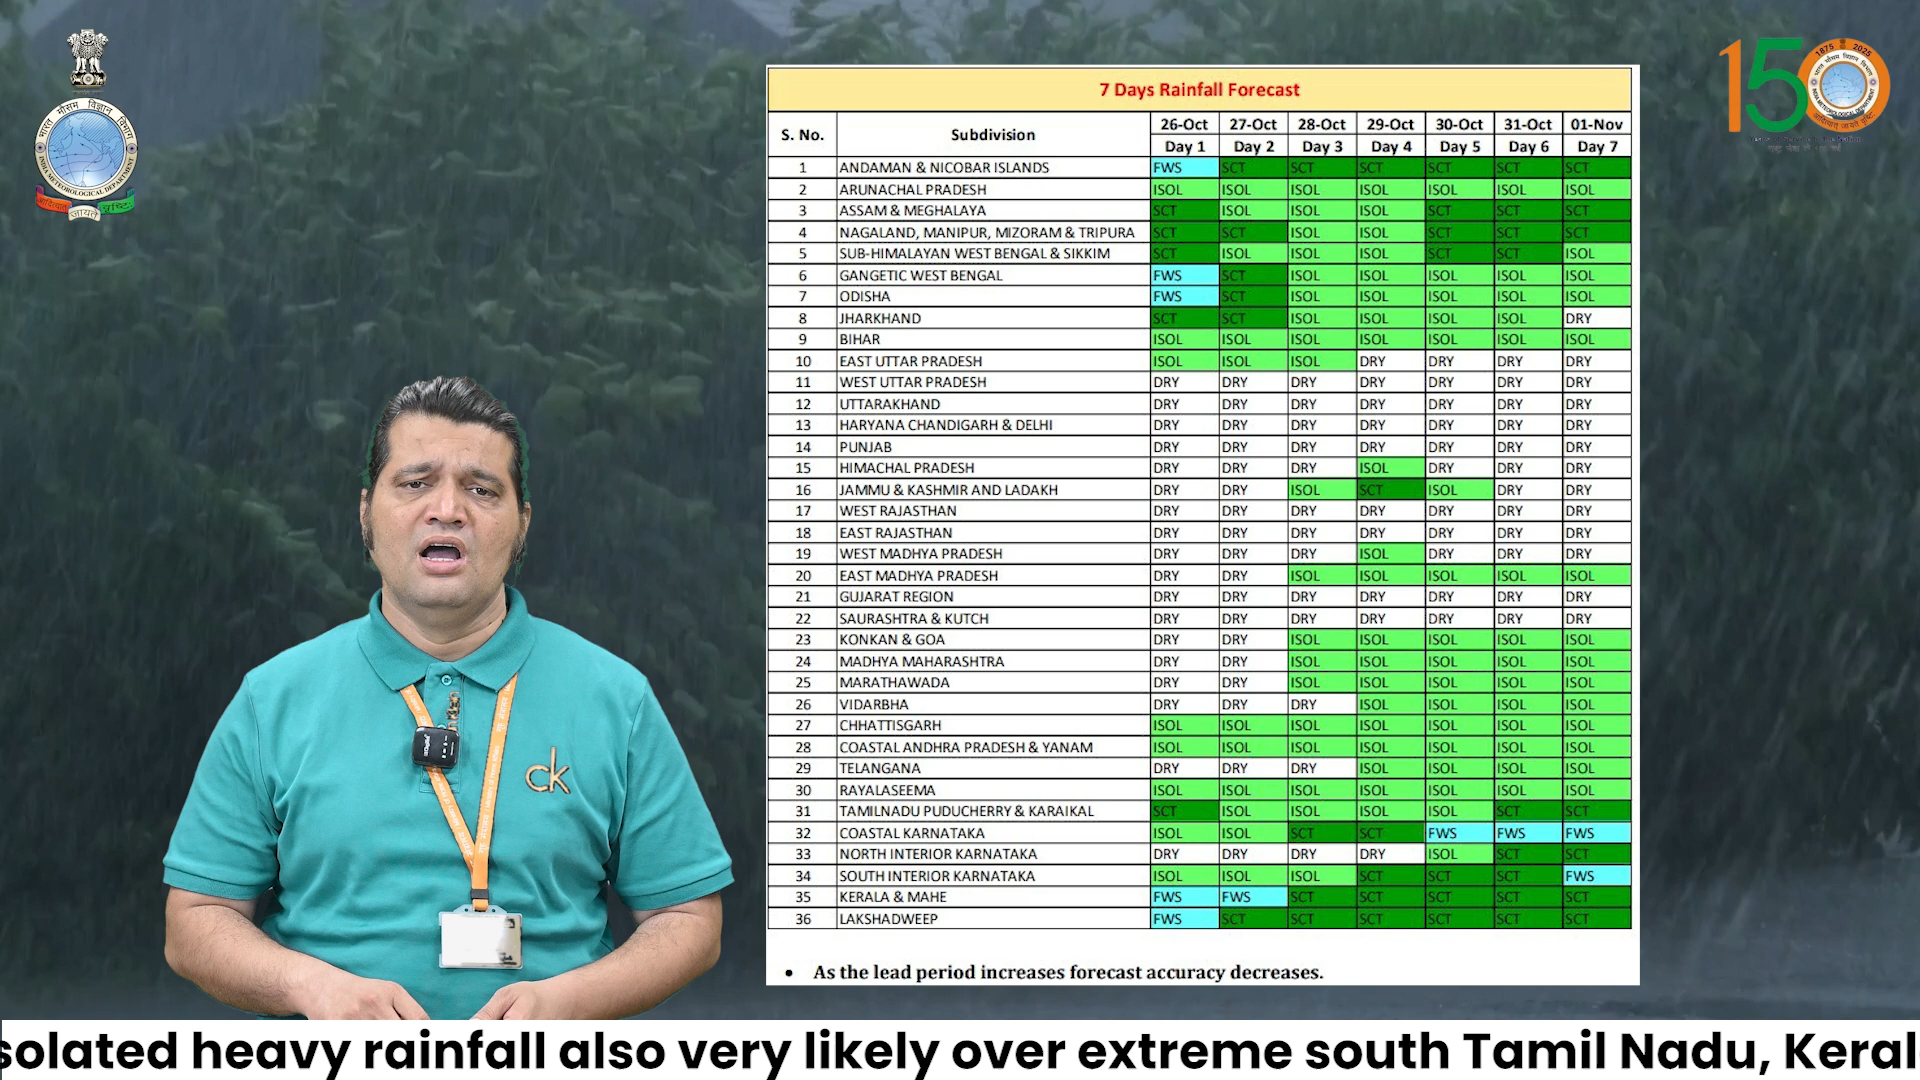 भारत मौसम विज्ञान विभाग
INDIA METEOROLOGICAL DEPARTMENT
आदित्यात् जायते वृष्टिः
150
1875 2025
7 Days Rainfall Forecast
S. No. Subdivision 26-Oct 27-Oct 28-Oct 29-Oct 30-Oct 31-Oct 01-Nov
Day 1 Day 2 Day 3 Day 4 Day 5 Day 6 Day 7
1 ANDAMAN & NICOBAR ISLANDS FWS SCT SCT SCT SCT SCT SCT
2 ARUNACHAL PRADESH ISOL ISOL ISOL ISOL ISOL ISOL ISOL
3 ASSAM & MEGHALAYA SCT ISOL ISOL ISOL SCT SCT SCT
4 NAGALAND, MANIPUR, MIZORAM & TRIPURA SCT SCT ISOL ISOL SCT SCT SCT
5 SUB-HIMALAYAN WEST BENGAL & SIKKIM SCT ISOL ISOL ISOL SCT SCT ISOL
6 GANGETIC WEST BENGAL FWS SCT ISOL ISOL ISOL ISOL ISOL
7 ODISHA FWS SCT ISOL ISOL ISOL ISOL ISOL
8 JHARKHAND SCT SCT ISOL ISOL ISOL ISOL DRY
9 BIHAR ISOL ISOL ISOL ISOL ISOL ISOL ISOL
10 EAST UTTAR PRADESH ISOL ISOL ISOL DRY DRY DRY DRY
11 WEST UTTAR PRADESH DRY DRY DRY DRY DRY DRY DRY
12 UTTARAKHAND DRY DRY DRY DRY DRY DRY DRY
13 HARYANA CHANDIGARH & DELHI DRY DRY DRY DRY DRY DRY DRY
14 PUNJAB DRY DRY DRY DRY DRY DRY DRY
15 HIMACHAL PRADESH DRY DRY DRY ISOL DRY DRY DRY
16 JAMMU & KASHMIR AND LADAKH DRY DRY ISOL SCT ISOL DRY DRY
17 WEST RAJASTHAN DRY DRY DRY DRY DRY DRY DRY
18 EAST RAJASTHAN DRY DRY DRY DRY DRY DRY DRY
19 WEST MADHYA PRADESH DRY DRY DRY ISOL DRY DRY DRY
20 EAST MADHYA PRADESH DRY DRY ISOL ISOL ISOL ISOL ISOL
21 GUJARAT REGION DRY DRY DRY DRY DRY DRY DRY
22 SAURASHTRA & KUTCH DRY DRY DRY DRY DRY DRY DRY
23 KONKAN & GOA DRY DRY ISOL ISOL ISOL ISOL ISOL
24 MADHYA MAHARASHTRA DRY DRY ISOL ISOL ISOL ISOL ISOL
25 MARATHAWADA DRY DRY ISOL ISOL ISOL ISOL ISOL
26 VIDARBHA DRY DRY DRY ISOL ISOL ISOL ISOL
27 CHHATTISGARH ISOL ISOL ISOL ISOL ISOL ISOL ISOL
28 COASTAL ANDHRA PRADESH & YANAM ISOL ISOL ISOL ISOL ISOL ISOL ISOL
29 TELANGANA DRY DRY DRY ISOL ISOL ISOL ISOL
30 RAYALASEEMA ISOL ISOL ISOL ISOL ISOL ISOL ISOL
31 TAMILNADU PUDUCHERRY & KARAIKAL SCT ISOL ISOL ISOL ISOL SCT SCT
32 COASTAL KARNATAKA ISOL ISOL SCT SCT FWS FWS FWS
33 NORTH INTERIOR KARNATAKA DRY DRY DRY DRY ISOL SCT SCT
34 SOUTH INTERIOR KARNATAKA ISOL ISOL ISOL SCT SCT SCT FWS
35 KERALA & MAHE FWS FWS SCT SCT SCT SCT SCT
36 LAKSHADWEEP FWS SCT SCT SCT SCT SCT SCT
• As the lead period increases forecast accuracy decreases.
ck
solated heavy rainfall also very likely over extreme south Tamil Nadu, Keral